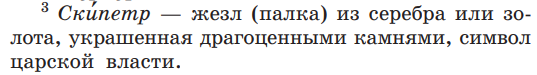 ³ Ски́петр — жезл (палка) из серебра или зо-
лота, украшенная драгоценными камнями, символ
царской власти.